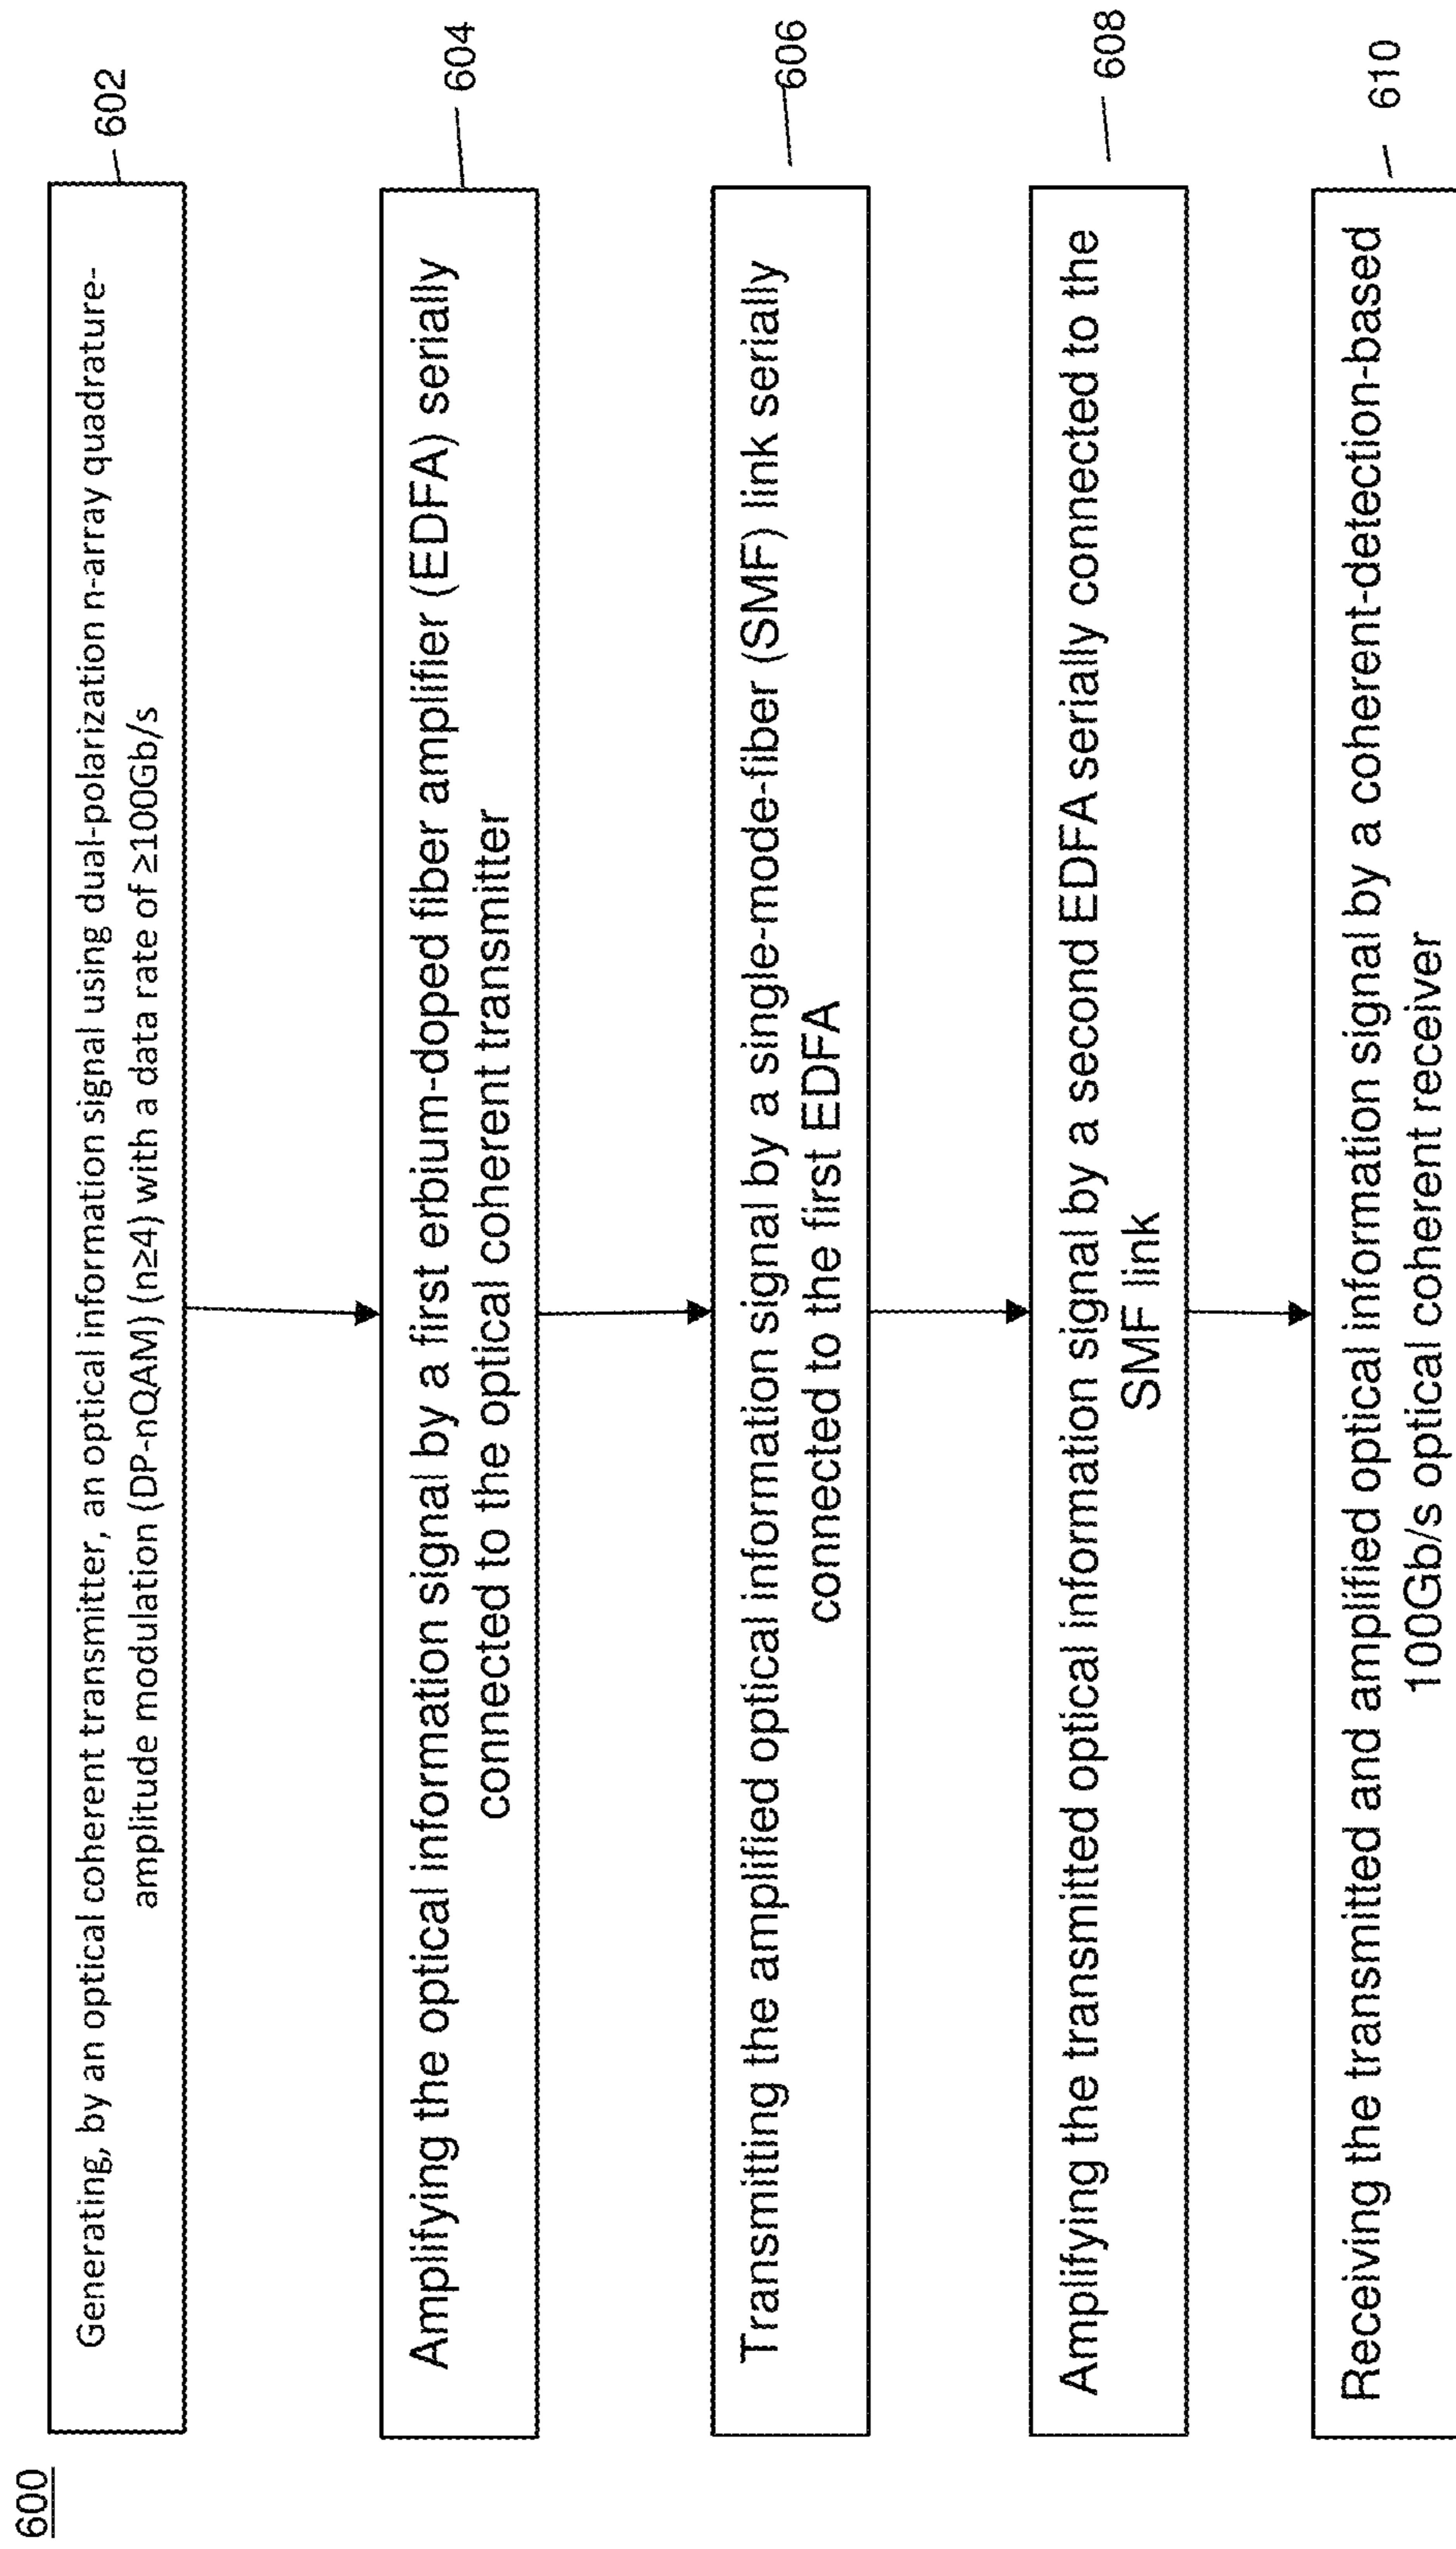 600
Generating, by an optical coherent transmitter, an optical information signal using dual-polarization n-array quadrature-
amplitude modulation (DP-nQAM) (n≥4) with a data rate of ≥100Gb/s
602
Amplifying the optical information signal by a first erbium-doped fiber amplifier (EDFA) serially
connected to the optical coherent transmitter
604
Transmitting the amplified optical information signal by a single-mode-fiber (SMF) link serially
connected to the first EDFA
606
Amplifying the transmitted optical information signal by a second EDFA serially connected to the
SMF link
608
Receiving the transmitted and amplified optical information signal by a coherent-detection-based
100Gb/s optical coherent receiver
610